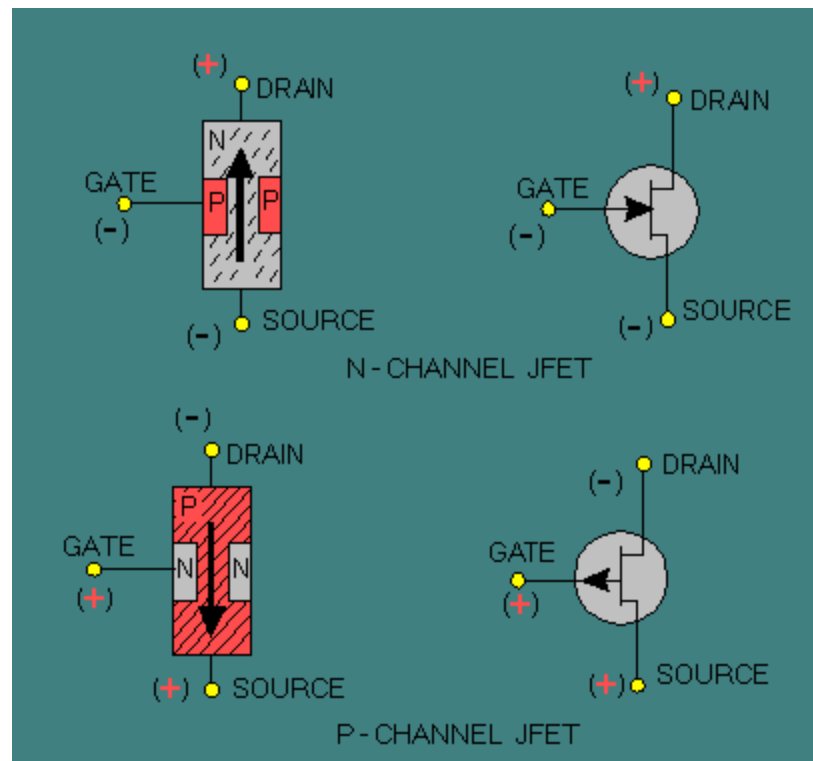 (+)
DRAIN
N
GATE
P P
(-)
SOURCE
(-)
(+)
DRAIN
GATE
(-)
SOURCE
(-)
N-CHANNEL JFET
(-)
DRAIN
P
GATE
N N
(+)
(+) SOURCE
DRAIN
(-)
GATE
(+)
SOURCE
(+)
P-CHANNEL JFET